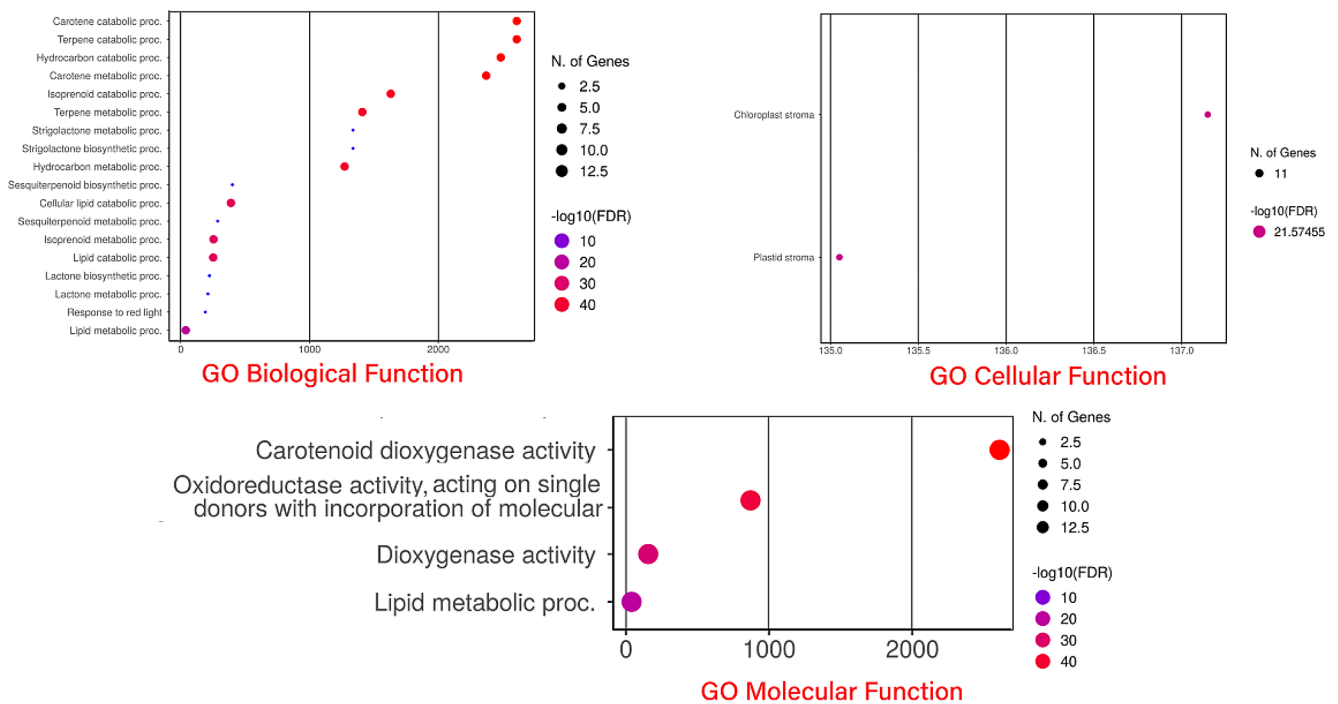 Carotene catabolic proc.
Terpene catabolic proc.
Hydrocarbon catabolic proc.
Carotene metabolic proc.
Isoprenoid catabolic proc.
Terpene metabolic proc.
Strigolactone metabolic proc.
Strigolactone biosynthetic proc.
Hydrocarbon metabolic proc.
Sesquiterpenoid biosynthetic proc.
Cellular lipid catabolic proc.
Sesquiterpenoid metabolic proc.
Isoprenoid metabolic proc.
Lipid catabolic proc.
Lactone biosynthetic proc.
Lactone metabolic proc.
Response to red light
Lipid metabolic proc.
0 1000 2000
GO Biological Function
N. of Genes
2.5
5.0
7.5
10.0
12.5
-log10(FDR)
10
20
30
40
Chloroplast stroma
Plastid stroma
135.0 135.5 136.0 136.5 137.0
GO Cellular Function
N. of Genes
11
-log10(FDR)
21.57455
Carotenoid dioxygenase activity
Oxidoreductase activity, acting on single
donors with incorporation of molecular
Dioxygenase activity
Lipid metabolic proc.
0 1000 2000
GO Molecular Function
N. of Genes
2.5
5.0
7.5
10.0
12.5
-log10(FDR)
10
20
30
40